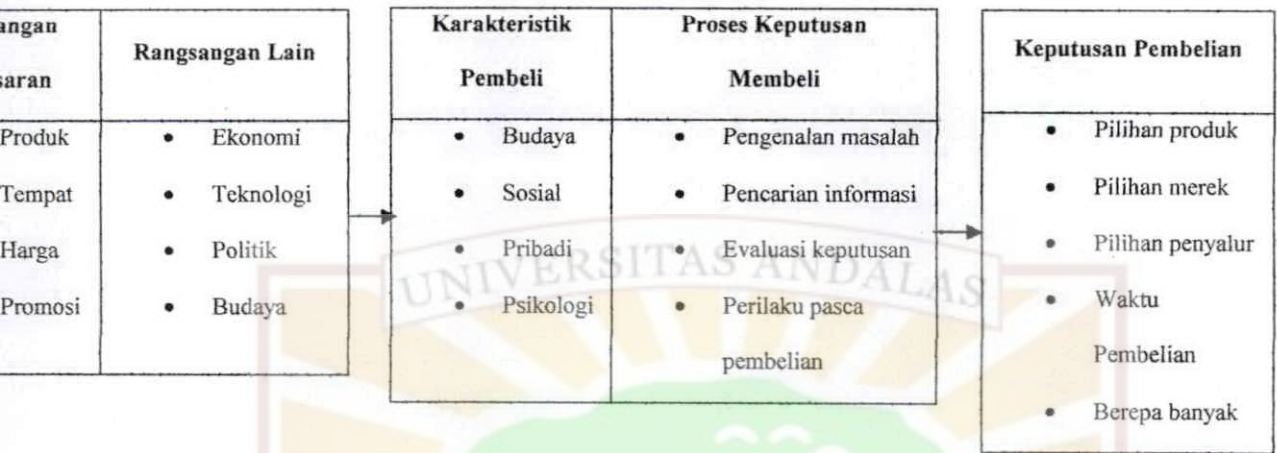 angan
saran
Produk
Tempat
Harga
Promosi
Rangsangan Lain
• Ekonomi
• Teknologi
• Politik
• Budaya
Karakteristik
Pembeli
• Budaya
• Sosial
• Pribadi
• Psikologi
Proses Keputusan
Membeli
• Pengenalan masalah
• Pencarian informasi
• Evaluasi keputusan
• Perilaku pasca
pembelian
Keputusan Pembelian
• Pilihan produk
• Pilihan merek
• Pilihan penyalur
• Waktu
Pembelian
• Berepa banyak
UNIVERSITAS ANDALAS